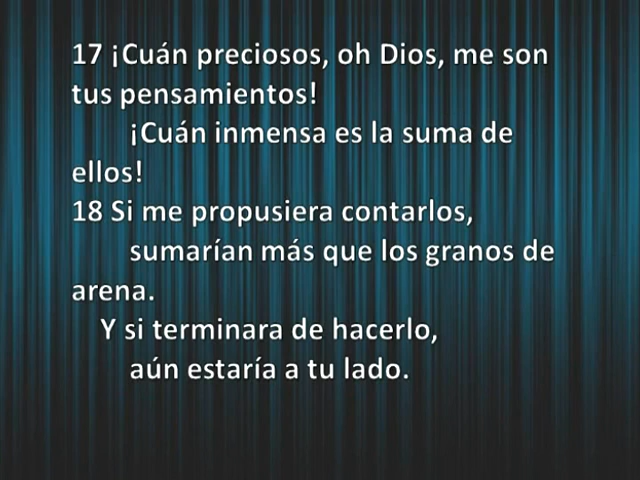 17 ¡Cuán preciosos, oh Dios, me son
tus pensamientos!
¡Cuán inmensa es la suma de
ellos!
18 Si me propusiera contarlos,
sumarían más que los granos de
arena.
Y si terminara de hacerlo,
aún estaría a tu lado.